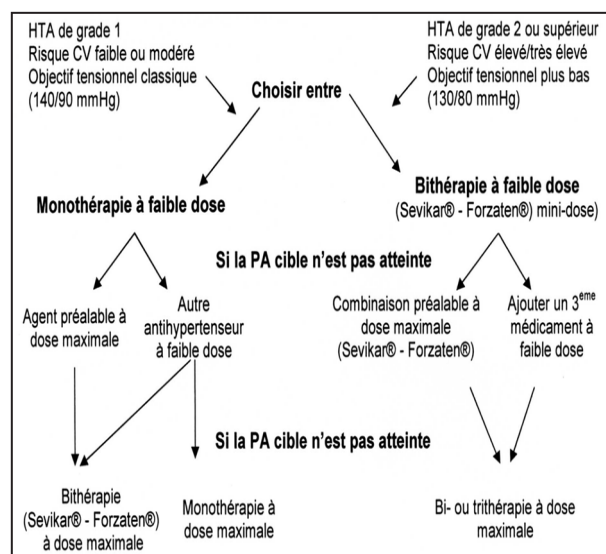 HTA de grade 1
Risque CV faible ou modéré
Objectif tensionnel classique
(140/90 mmHg)
HTA de grade 2 ou supérieur
Risque CV élevé/très élevé
Objectif tensionnel plus bas
(130/80 mmHg)
Choisir entre
Monothérapie à faible dose
Bithérapie à faible dose
(Sevikar® - Forzaten®) mini-dose)
Si la PA cible n'est pas atteinte
Agent préalable à
dose maximale
Autre
antihypertenseur
à faible dose
Combinaison préalable à
dose maximale
(Sevikar® - Forzaten®)
Ajouter un 3eme
médicament à
faible dose
Si la PA cible n'est pas atteinte
Bithérapie
(Sevikar® - Forzaten®)
à dose maximale
Monothérapie à
dose maximale
Bi- ou trithérapie à dose
maximale